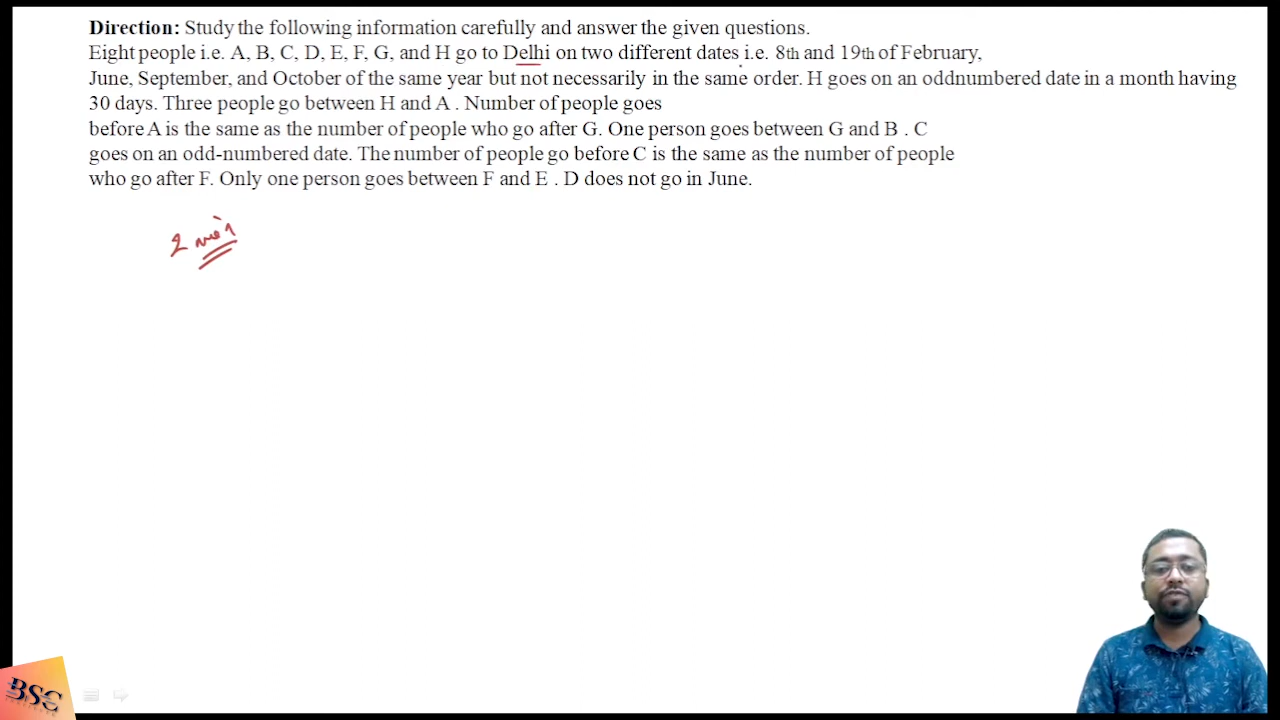 Direction: Study the following information carefully and answer the given questions.
Eight people i.e. A, B, C, D, E, F, G, and H go to Delhi on two different dates i.e. 8th and 19th of February,
June, September, and October of the same year but not necessarily in the same order. H goes on an oddnumbered date in a month having
30 days. Three people go between H and A . Number of people goes
before A is the same as the number of people who go after G. One person goes between G and B . C
goes on an odd-numbered date. The number of people go before C is the same as the number of people
who go after F. Only one person goes between F and E . D does not go in June.
2
BSC